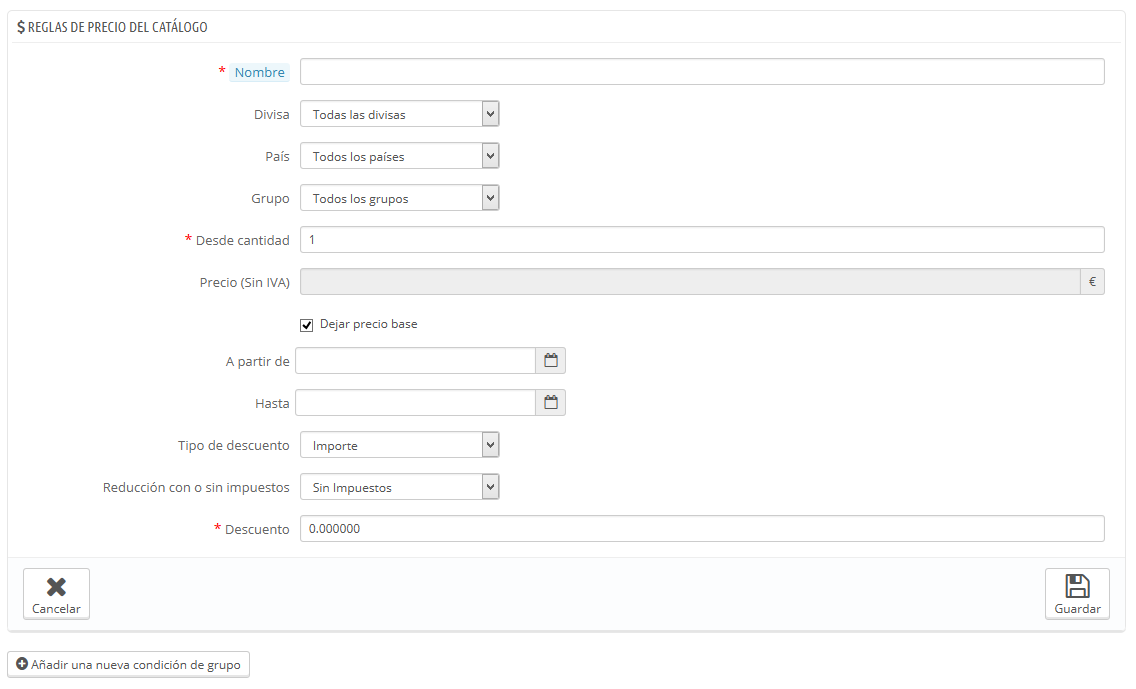 $ REGLAS DE PRECIO DEL CATÁLOGO
* Nombre
Divisa Todas las divisas
País Todos los países
Grupo Todos los grupos
* Desde cantidad 1
Precio (Sin IVA) €
Dejar precio base
A partir de
Hasta
Tipo de descuento Importe
Reducción con o sin impuestos Sin Impuestos
* Descuento 0.000000
Cancelar Guardar
Añadir una nueva condición de grupo